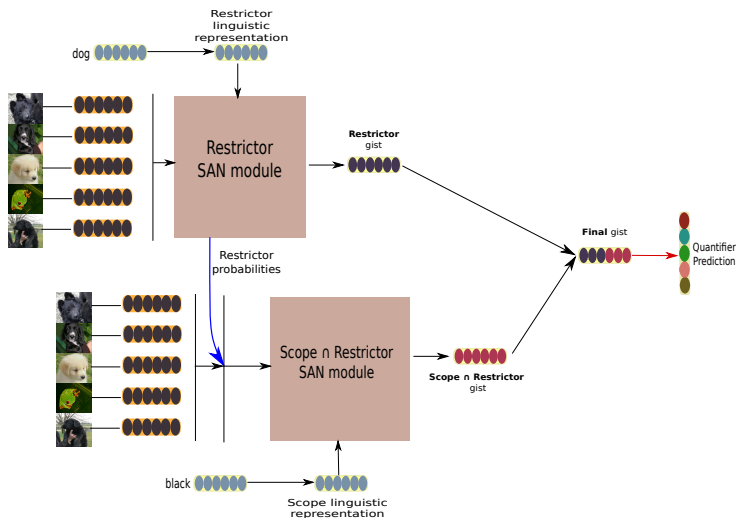 Restrictor
linguistic
representation
dog
Restrictor
SAN module
Restrictor
gist
Final gist
Quantifier
Prediction
Restrictor
probabilities
Scope ∩ Restrictor
SAN module
Scope ∩ Restrictor
gist
black
Scope linguistic
representation